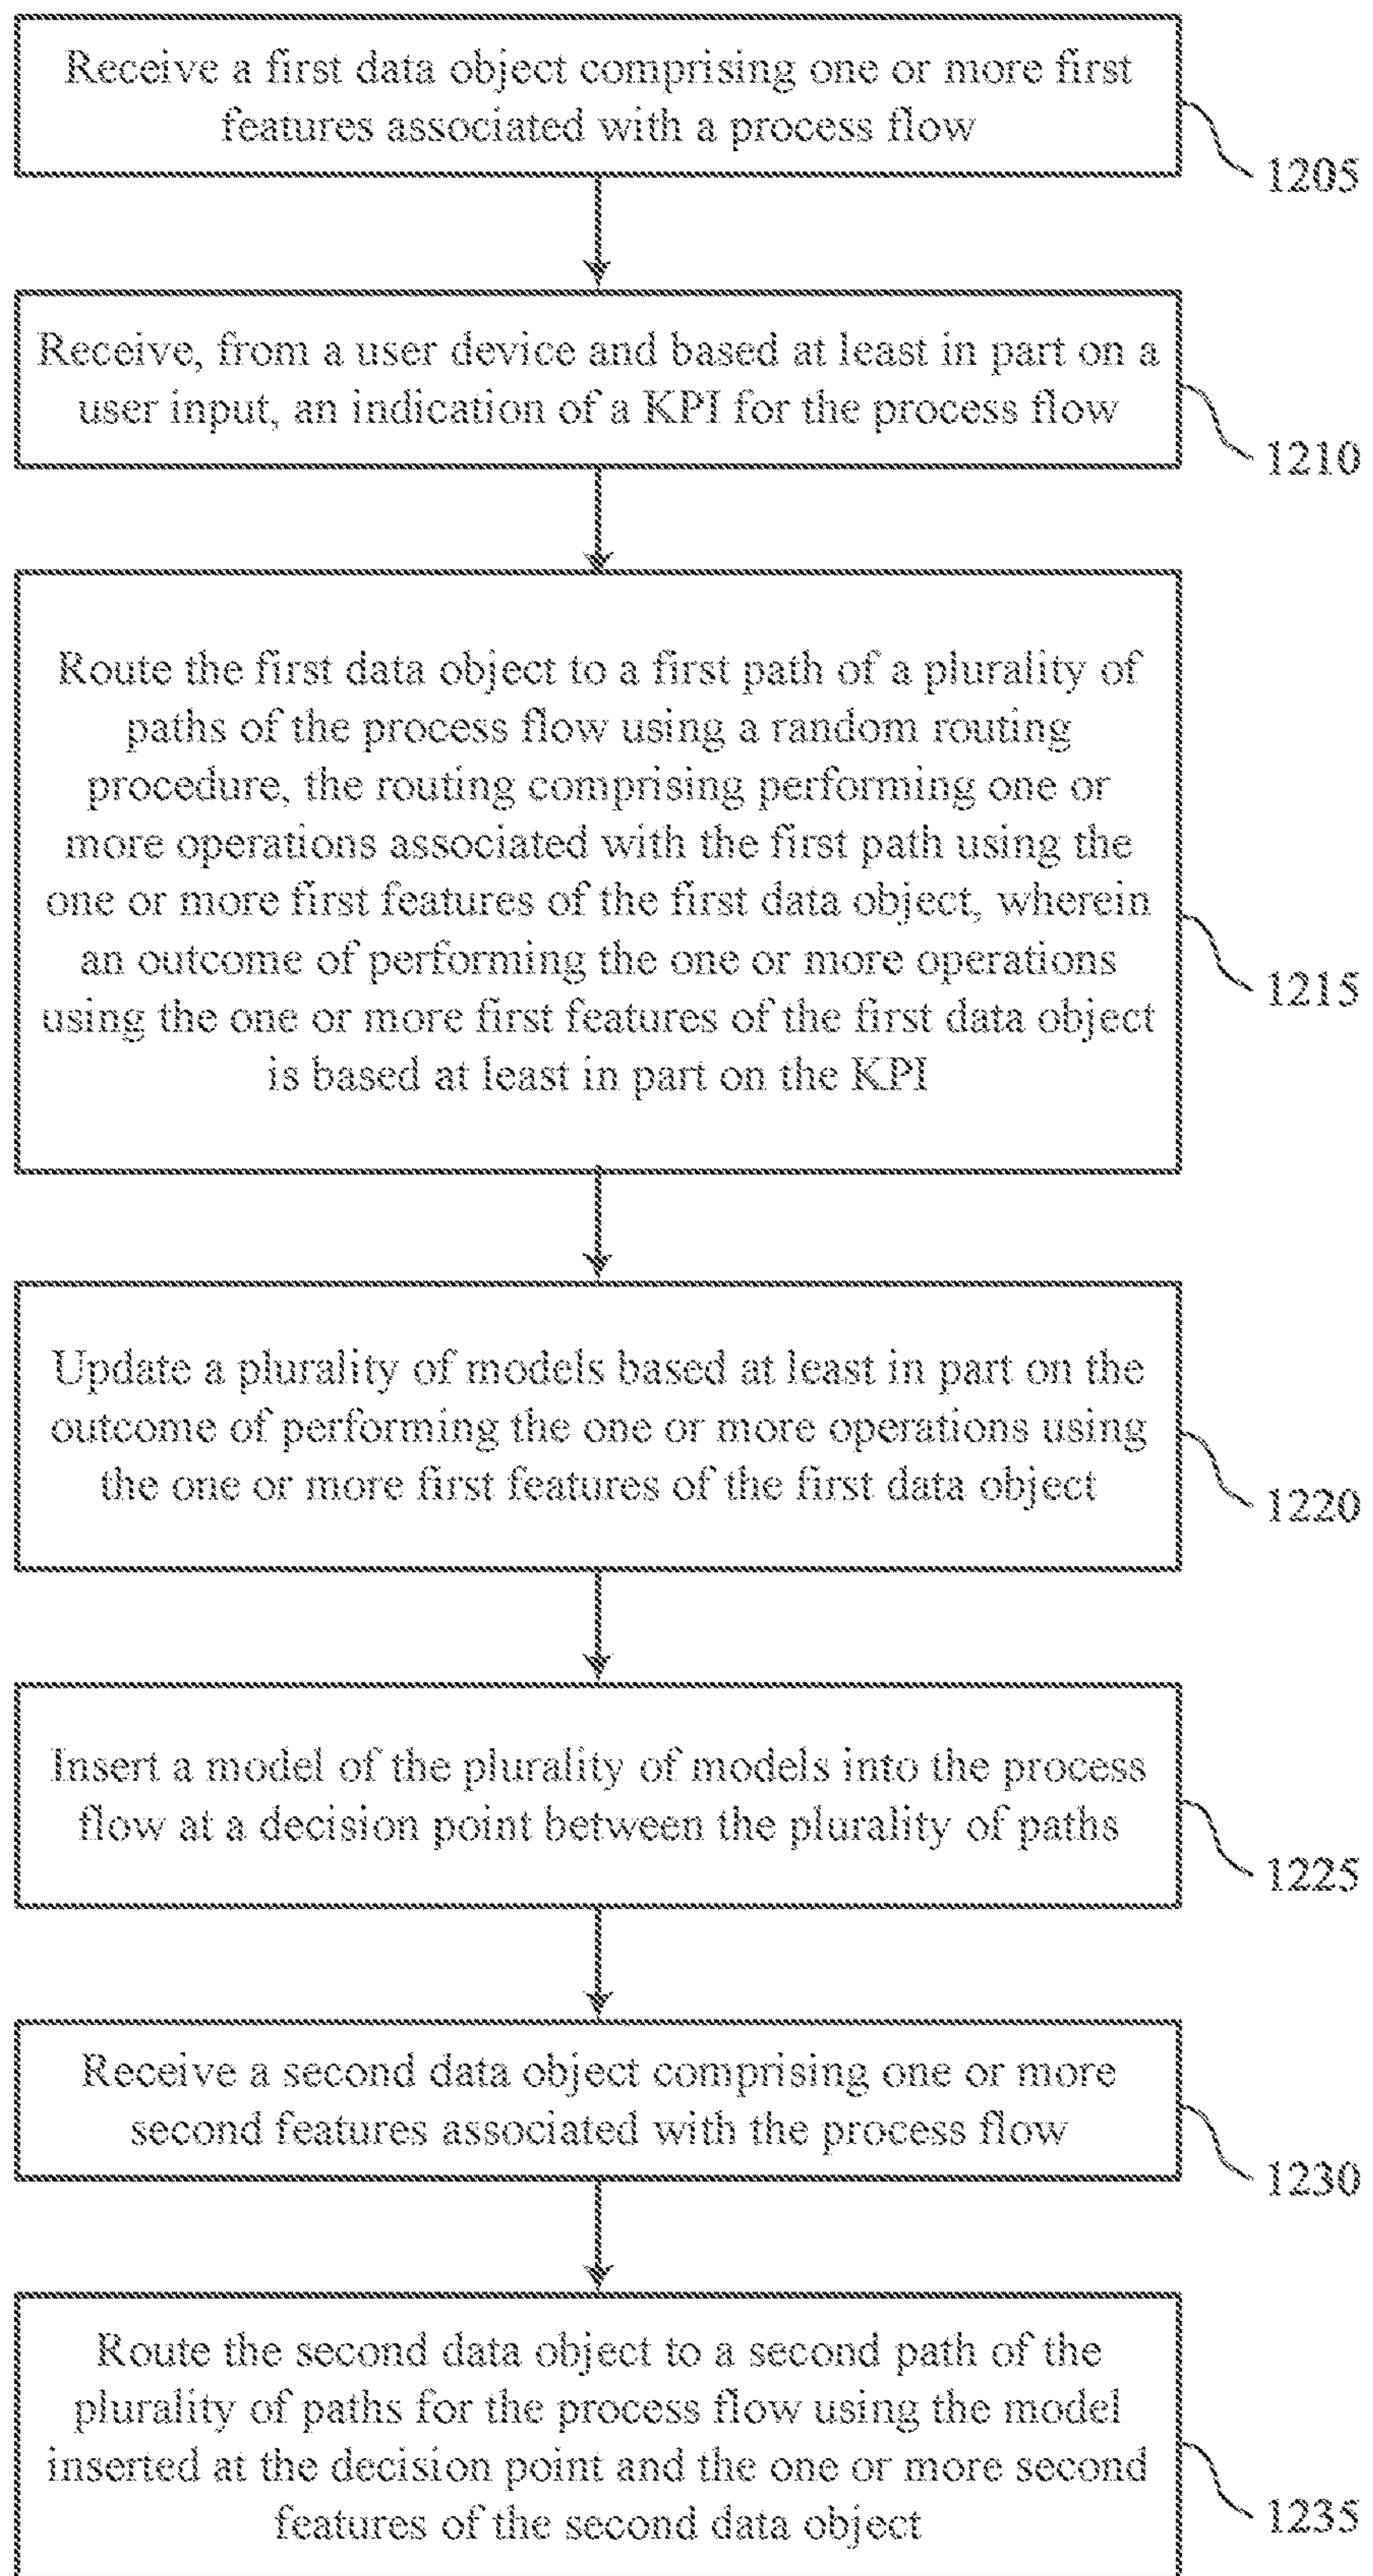 Receive a first data object comprising one or more first
features associated with a process flow
1205
Receive, from a user device and based at least in part on a
user input, an indication of a KPI for the process flow
1210
Route the first data object to a first path of a plurality of
paths of the process flow using a random routing
procedure, the routing comprising performing one or
more operations associated with the first path using the
one or more first features of the first data object, wherein
an outcome of performing the one or more operations
using the one or more first features of the first data object
is based at least in part on the KPI
1215
Update a plurality of models based at least in part on the
outcome of performing the one or more operations using
the one or more first features of the first data object
1220
Insert a model of the plurality of models into the process
flow at a decision point between the plurality of paths
1225
Receive a second data object comprising one or more
second features associated with the process flow
1230
Route the second data object to a second path of the
plurality of paths for the process flow using the model
inserted at the decision point and the one or more second
features of the second data object
1235